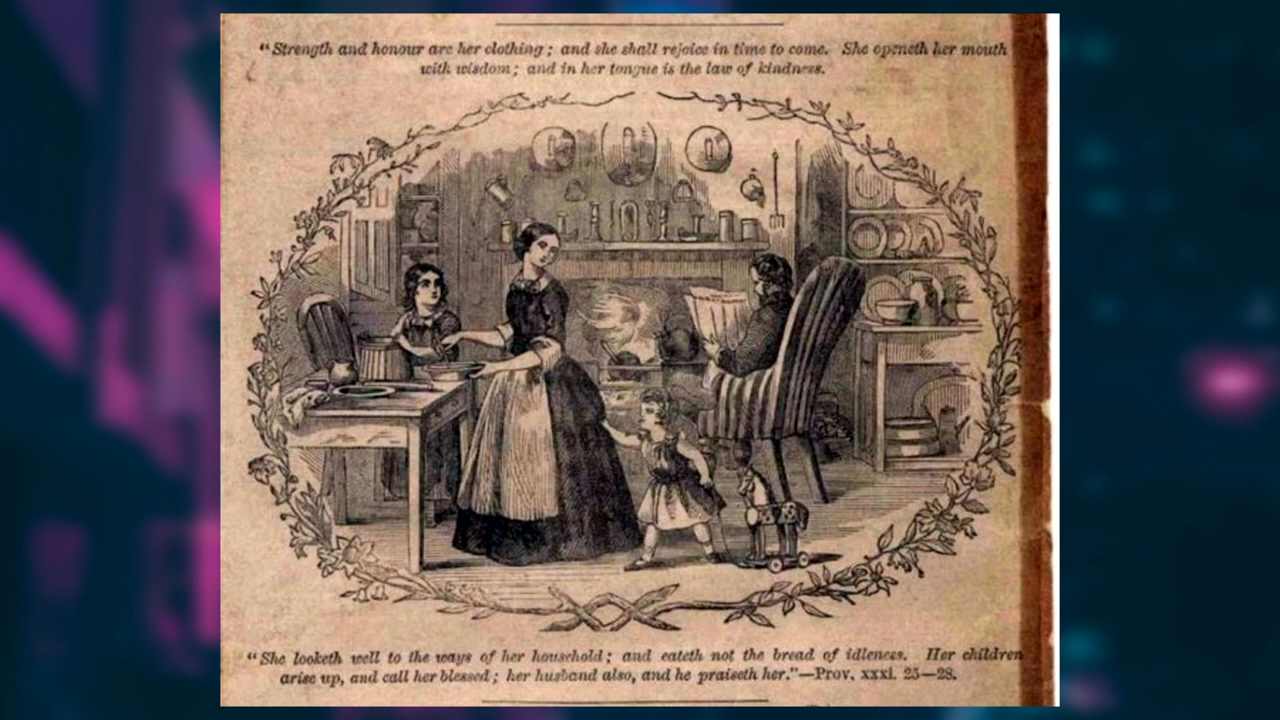 “Strength and honour are her clothing; and she shall rejoice in time to come. She openeth her mouth
with wisdom; and in her tongue is the law of kindness.
“She looketh well to the ways of her household; and eateth not the bread of idleness. Her children
arise up, and call her blessed; her husband also, and he praiseth her.”—Prov. xxxi. 25—28.